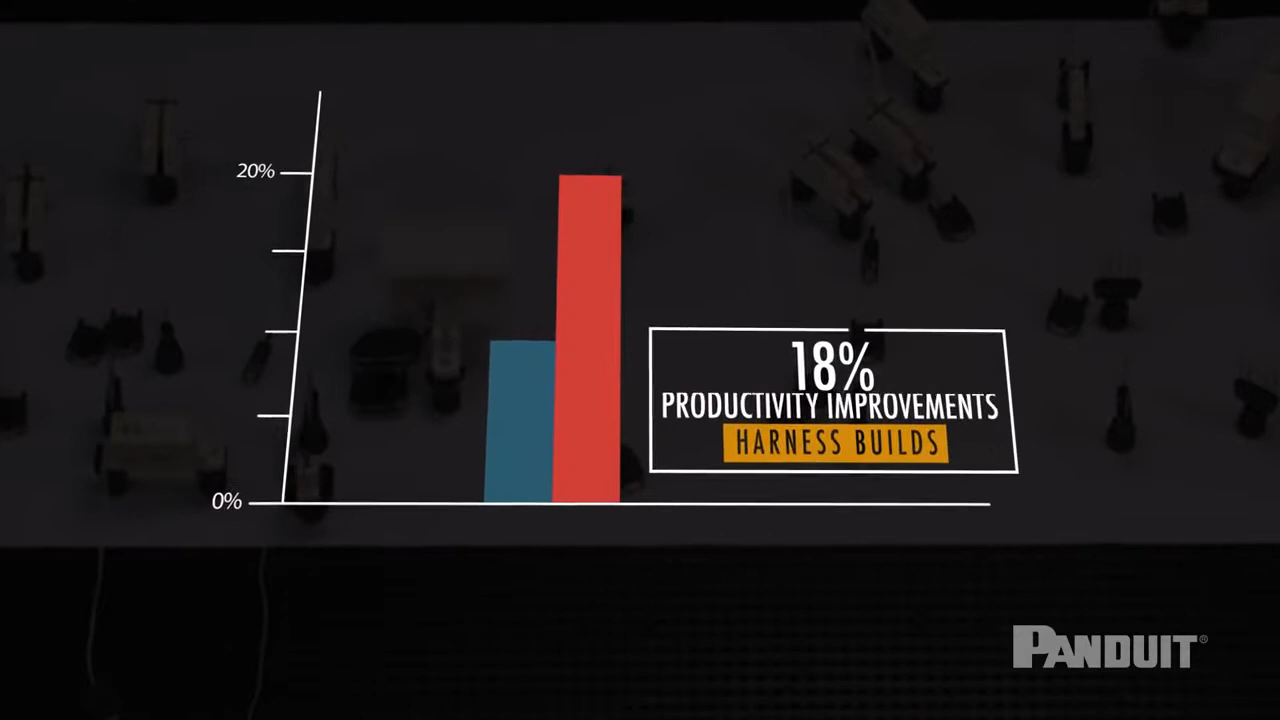 20%
0%
18%
PRODUCTIVITY IMPROVEMENTS
HARNESS BUILDS
PANDUIT®